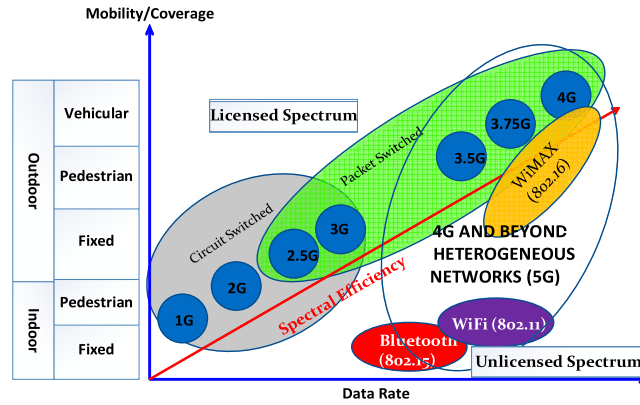 Mobility/Coverage
Outdoor
Vehicular
Pedestrian
Fixed
Indoor
Pedestrian
Fixed
Licensed Spectrum
Circuit Switched
Packet Switched
1G
2G
2.5G
3G
3.5G
3.75G
4G
WiMAX
(802.16)
Spectral Efficiency
4G AND BEYOND
HETEROGENEOUS
NETWORKS (5G)
WiFi (802.11)
Bluetooth
(802.15)
Unlicensed Spectrum
Data Rate